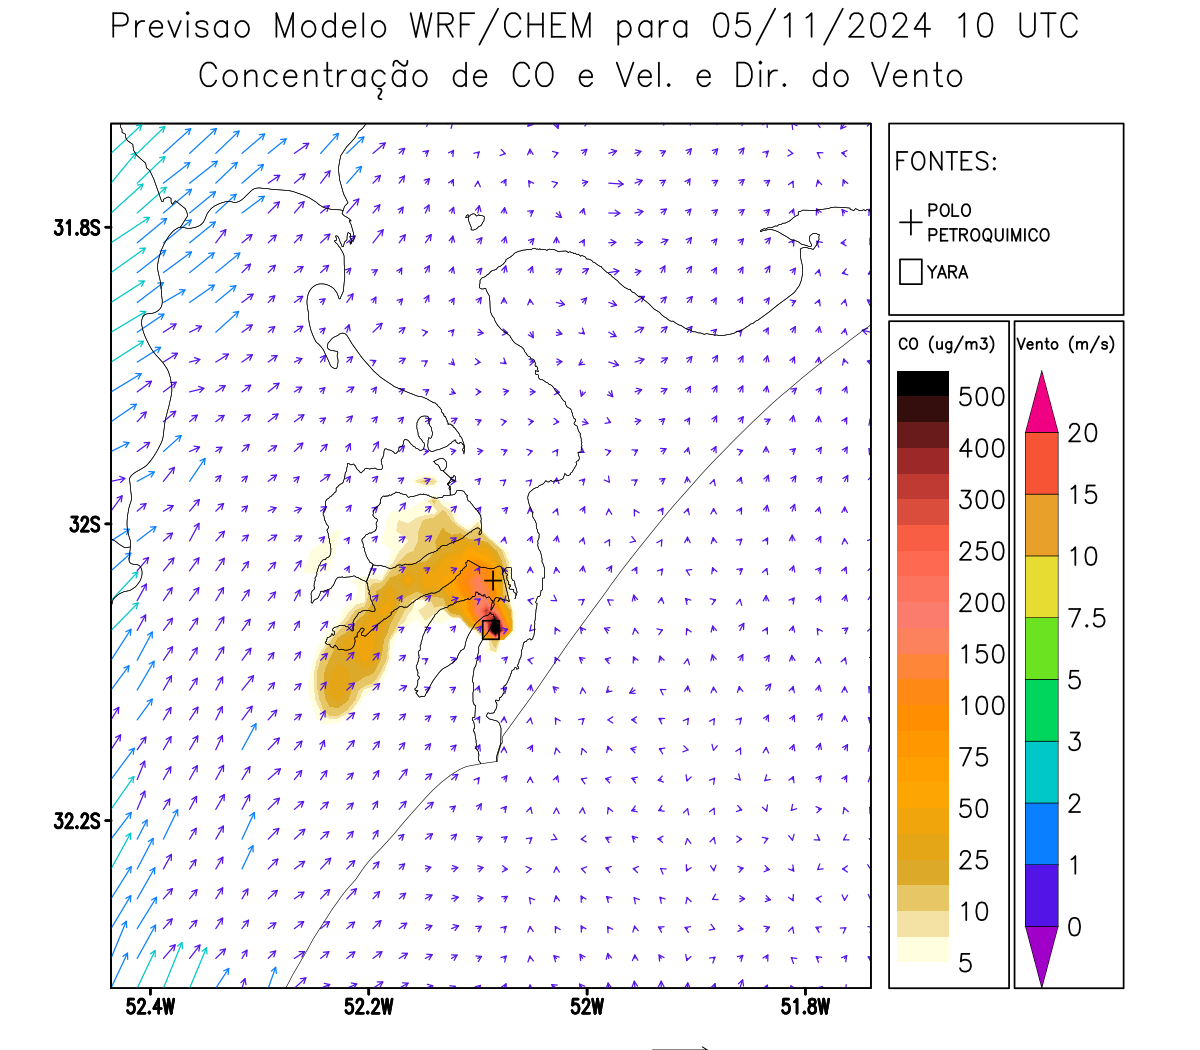 Previsao Modelo WRF/CHEM para 05/11/2024 10 UTC
Concentração de CO e Vel. e Dir. do Vento
FONTES:
POLO
PETROQUIMICO
YARA
31.8S
32S
32.2S
52.4W
52.2W
52W
51.8W
CO (ug/m3)
500
400
300
250
200
150
100
75
50
25
10
5
Vento (m/s)
20
15
10
7.5
5
3
2
1
0